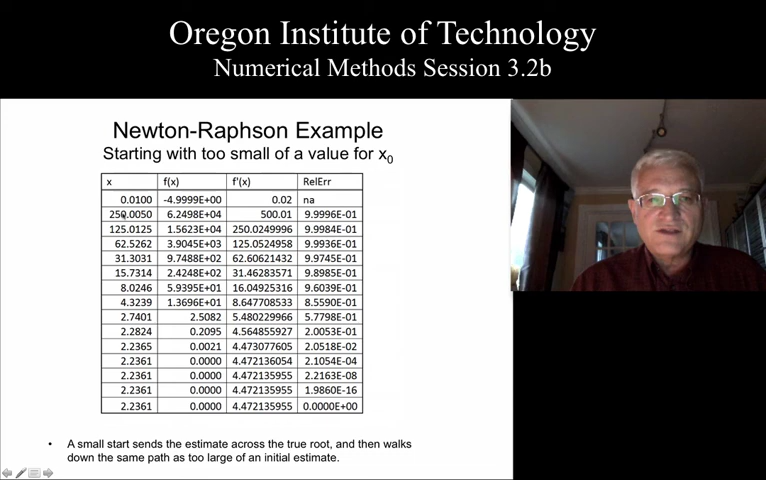 Oregon Institute of Technology
Numerical Methods Session 3.2b
Newton-Raphson Example
Starting with too small of a value for x0
x f(x) f'(x) RelErr
0.0100 -4.9999E+00 0.02 na
250.0050 6.2498E+04 500.01 9.9996E-01
125.0125 1.5623E+04 250.0249996 9.9984E-01
62.5262 3.9045E+03 125.0524958 9.9936E-01
31.3031 9.7488E+02 62.60621432 9.9745E-01
15.7314 2.4248E+02 31.46283571 9.8985E-01
8.0246 5.9395E+01 16.04925316 9.6039E-01
4.3239 1.3696E+01 8.647708533 8.5590E-01
2.7401 2.5082 5.480229966 5.7798E-01
2.2824 0.2095 4.564855927 2.0053E-01
2.2365 0.0021 4.473077605 2.0518E-02
2.2361 0.0000 4.472136054 2.1054E-04
2.2361 0.0000 4.472135955 2.2163E-08
2.2361 0.0000 4.472135955 1.9860E-16
2.2361 0.0000 4.472135955 0.0000E+00
• A small start sends the estimate across the true root, and then walks
down the same path as too large of an initial estimate.